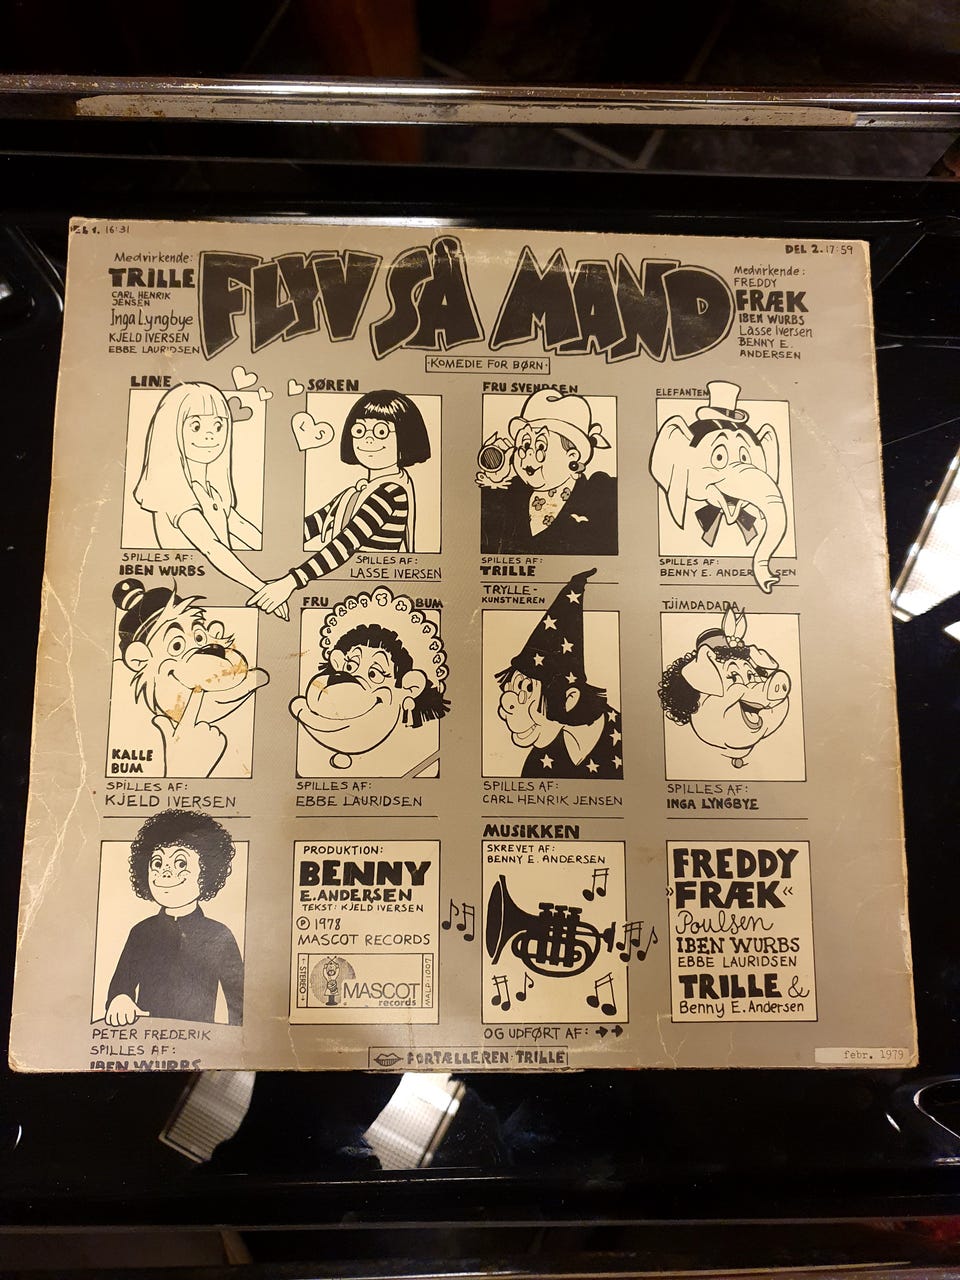 DEL 1. 16:31
DEL 2. 17:59
Medvirkende:
TRILLE
CARL HENRIK
JENSEN
Inga Lyngbye
KJELD IVERSEN
EBBE LAURIDSEN
FLYV SÅ MAND
·KOMEDIE FOR BØRN·
Medvirkende:
FREDDY
FRÆK
IBEN WURBS
Lasse Iversen
BENNY E.
ANDERSEN
LINE
SPILLES AF:
IBEN WURBS
SØREN
L S
SPILLES AF:
LASSE IVERSEN
FRU SVENDSEN
SPILLES AF:
TRILLE
ELEFANTEN
SPILLES AF:
BENNY E. ANDERSEN
KALLE
BUM
SPILLES AF:
KJELD IVERSEN
FRU BUM
SPILLES AF:
EBBE LAURIDSEN
TRYLLE-
KUNSTNEREN
SPILLES AF:
CARL HENRIK JENSEN
TJIMDADADA
SPILLES AF:
INGA LYNGBYE
PETER FREDERIK
SPILLES AF:
IBEN WURBS
PRODUKTION:
BENNY
E. ANDERSEN
TEKST: KJELD IVERSEN
Ⓟ 1978
MASCOT RECORDS
←STEREO→
MASCOT
records
MALP 1007
MUSIKKEN
SKREVET AF:
BENNY E. ANDERSEN
OG UDFØRT AF: →→
FREDDY
»FRÆK«
Poulsen
IBEN WURBS
EBBE LAURIDSEN
TRILLE &
Benny E. Andersen
FORTÆLLEREN: TRILLE
febr. 1979